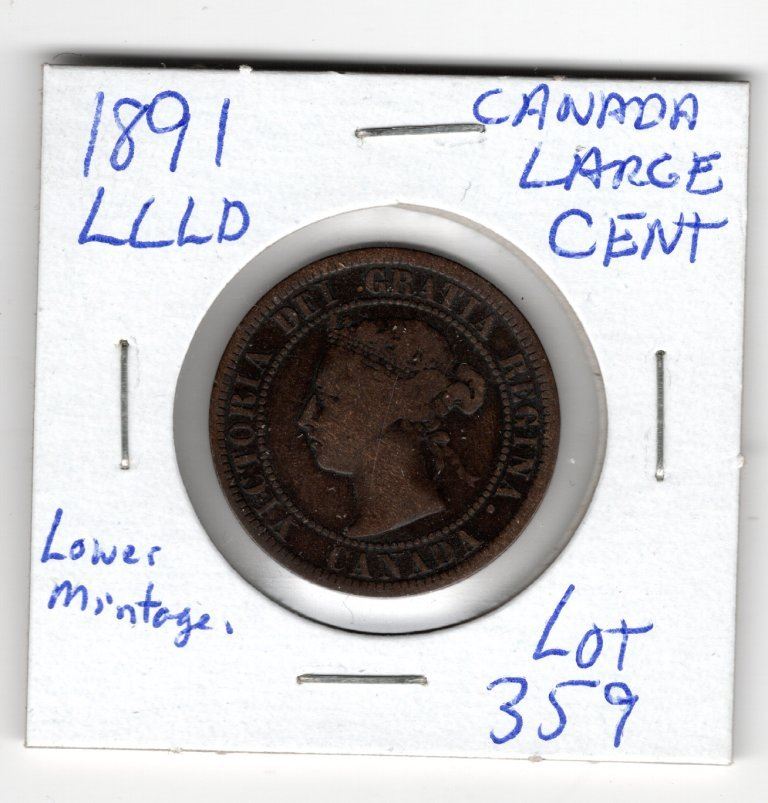 1891
LLLD
CANADA
LARGE
CENT
VICTORIA DEI GRATIA REGINA.
CANADA
Lower
Mintage.
LOT
359